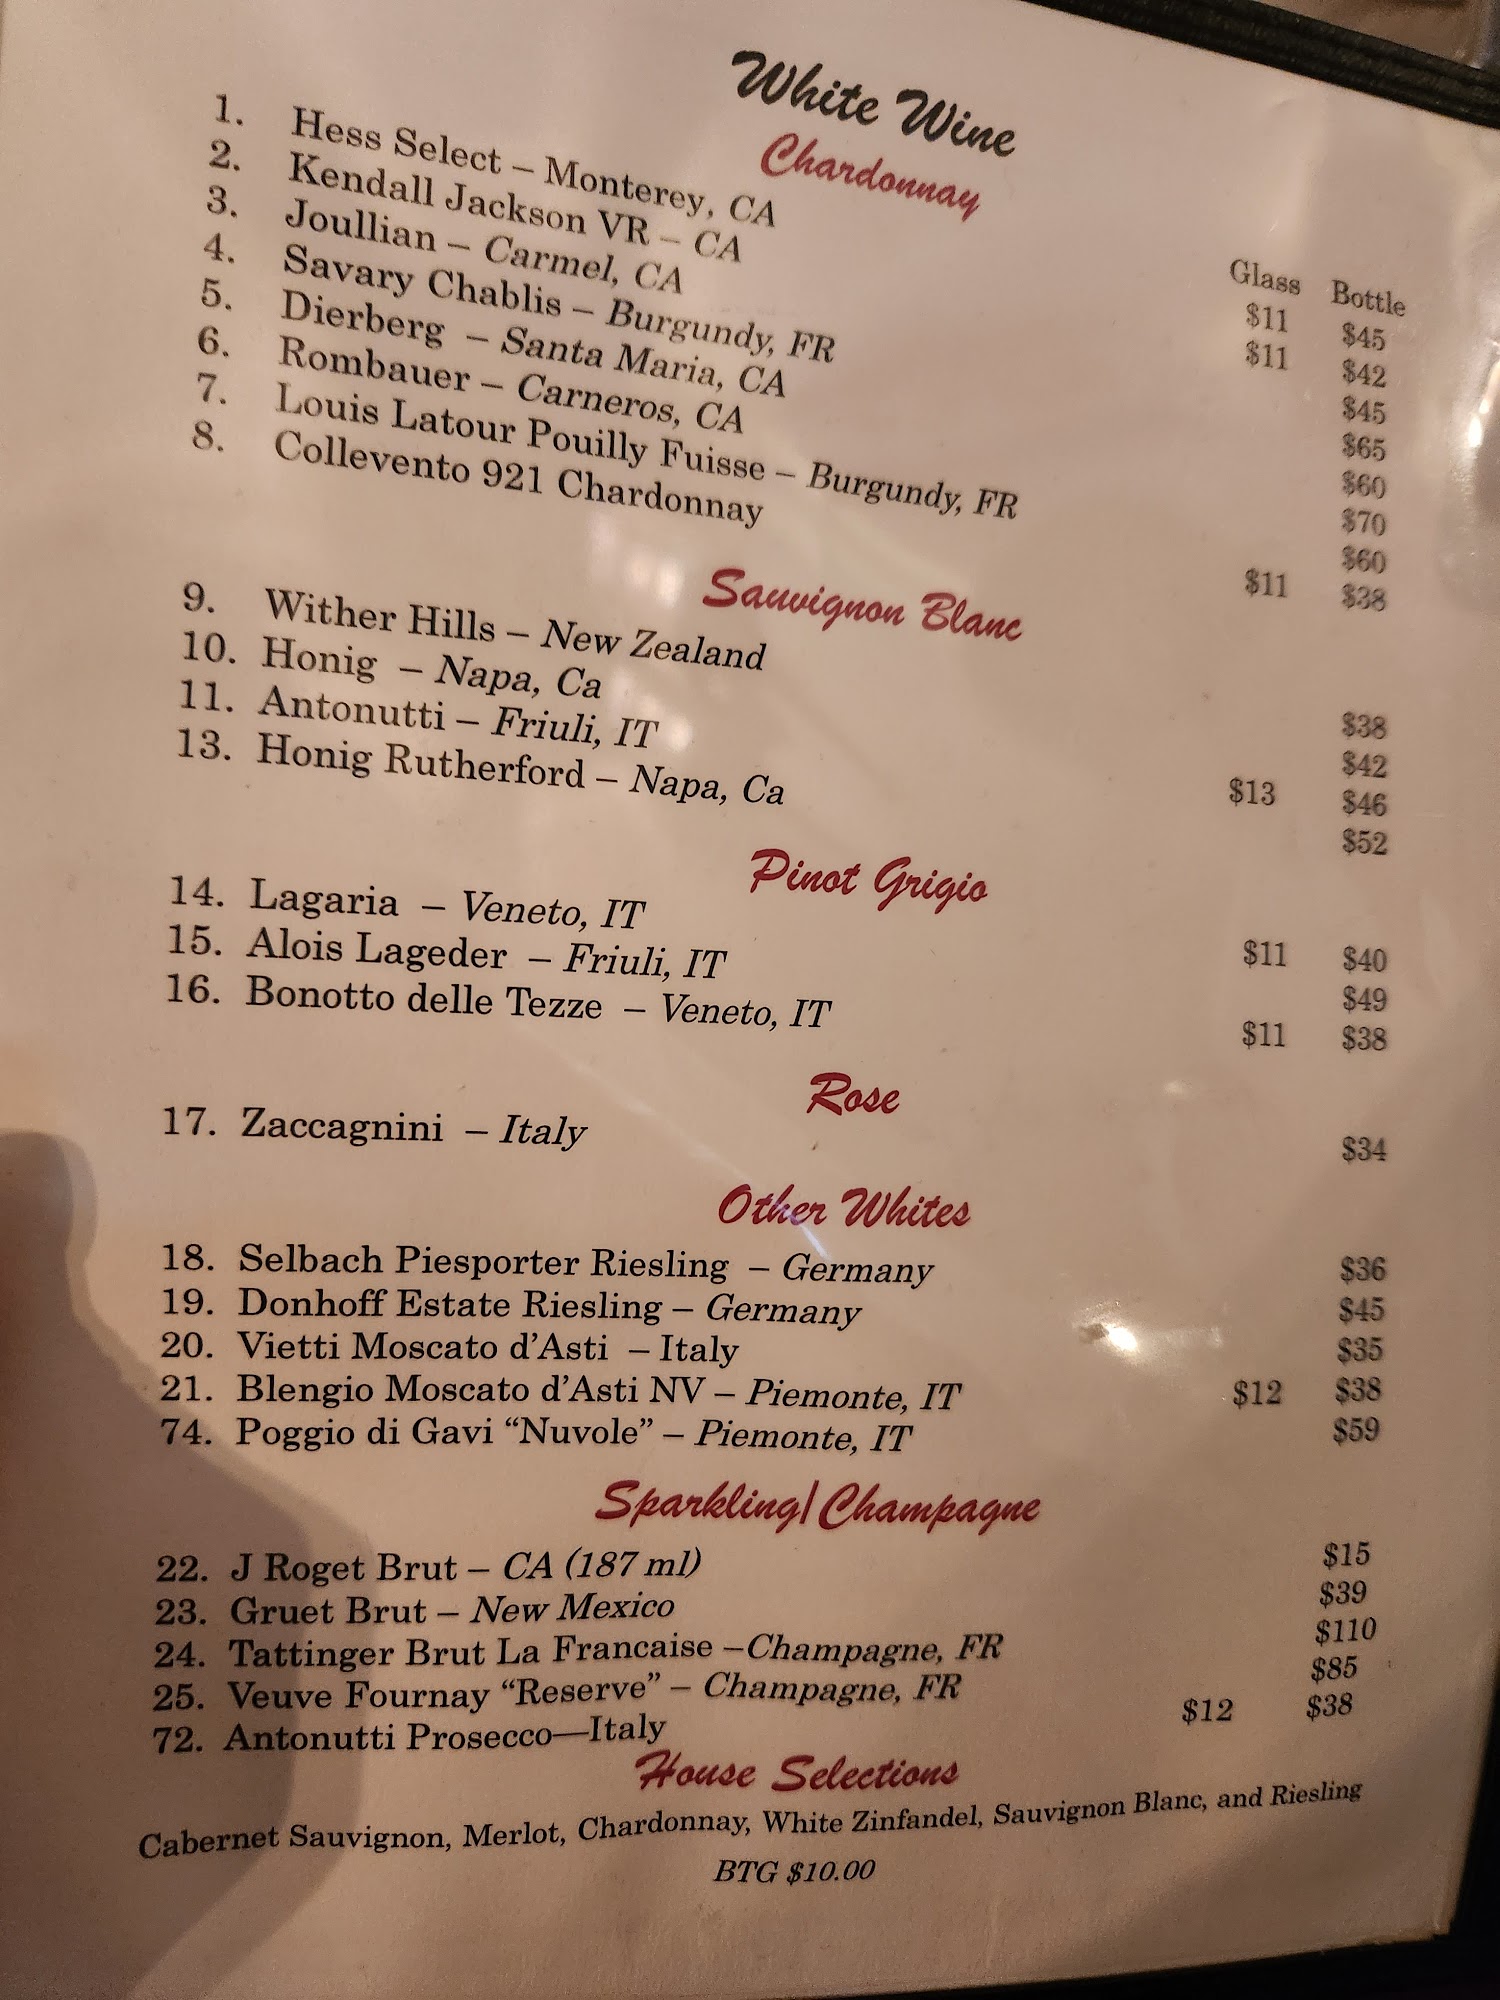 White Wine
Chardonnay
Glass Bottle
1. Hess Select – Monterey, CA $11 $45
2. Kendall Jackson VR – CA $11 $42
3. Joullian – Carmel, CA $45
4. Savary Chablis – Burgundy, FR $65
5. Dierberg – Santa Maria, CA $60
6. Rombauer – Carneros, CA $70
7. Louis Latour Pouilly Fuisse – Burgundy, FR $60
8. Collevento 921 Chardonnay $11 $38
Sauvignon Blanc
9. Wither Hills – New Zealand $38
10. Honig – Napa, Ca $42
11. Antonutti – Friuli, IT $13 $46
13. Honig Rutherford – Napa, Ca $52
Pinot Grigio
14. Lagaria – Veneto, IT $11 $40
15. Alois Lageder – Friuli, IT $49
16. Bonotto delle Tezze – Veneto, IT $11 $38
Rose
17. Zaccagnini – Italy $34
Other Whites
18. Selbach Piesporter Riesling – Germany $36
19. Donhoff Estate Riesling – Germany $45
20. Vietti Moscato d’Asti – Italy $35
21. Blengio Moscato d’Asti NV – Piemonte, IT $12 $38
74. Poggio di Gavi “Nuvole” – Piemonte, IT $59
Sparkling/Champagne
22. J Roget Brut – CA (187 ml) $15
23. Gruet Brut – New Mexico $39
24. Tattinger Brut La Francaise –Champagne, FR $110
25. Veuve Fournay “Reserve” – Champagne, FR $85
72. Antonutti Prosecco—Italy $12 $38
House Selections
Cabernet Sauvignon, Merlot, Chardonnay, White Zinfandel, Sauvignon Blanc, and Riesling
BTG $10.00